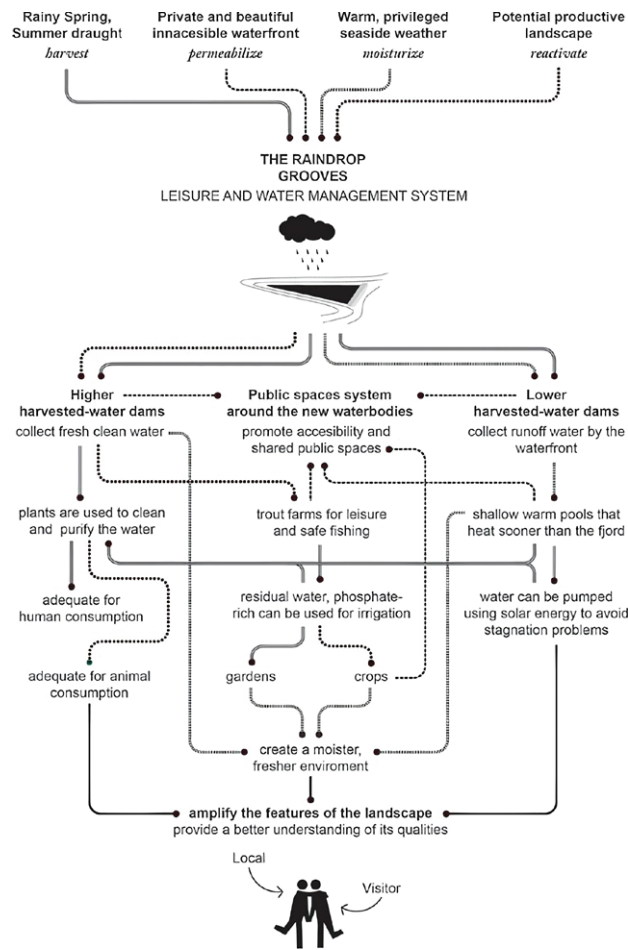 Rainy Spring,
Summer draught
harvest
Private and beautiful
innacesible waterfront
permeabilize
Warm, privileged
seaside weather
moisturize
Potential productive
landscape
reactivate
THE RAINDROP
GROOVES
LEISURE AND WATER MANAGEMENT SYSTEM
Higher
harvested-water dams
collect fresh clean water
Public spaces system
around the new waterbodies
promote accesibility and
shared public spaces
Lower
harvested-water dams
collect runoff water by the
waterfront
plants are used to clean
and purify the water
trout farms for leisure
and safe fishing
shallow warm pools that
heat sooner than the fjord
adequate for
human consumption
residual water, phosphate-
rich can be used for irrigation
water can be pumped
using solar energy to avoid
stagnation problems
adequate for animal
consumption
gardens
crops
create a moister,
fresher enviroment
amplify the features of the landscape
provide a better understanding of its qualities
Local
Visitor